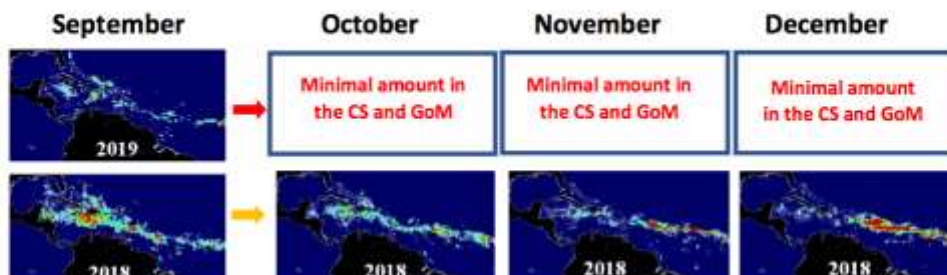 September
October
November
December
Minimal amount in
the CS and GoM
Minimal amount in
the CS and GoM
Minimal amount
in the CS and GoM
2019
2018
2018
2018
2018